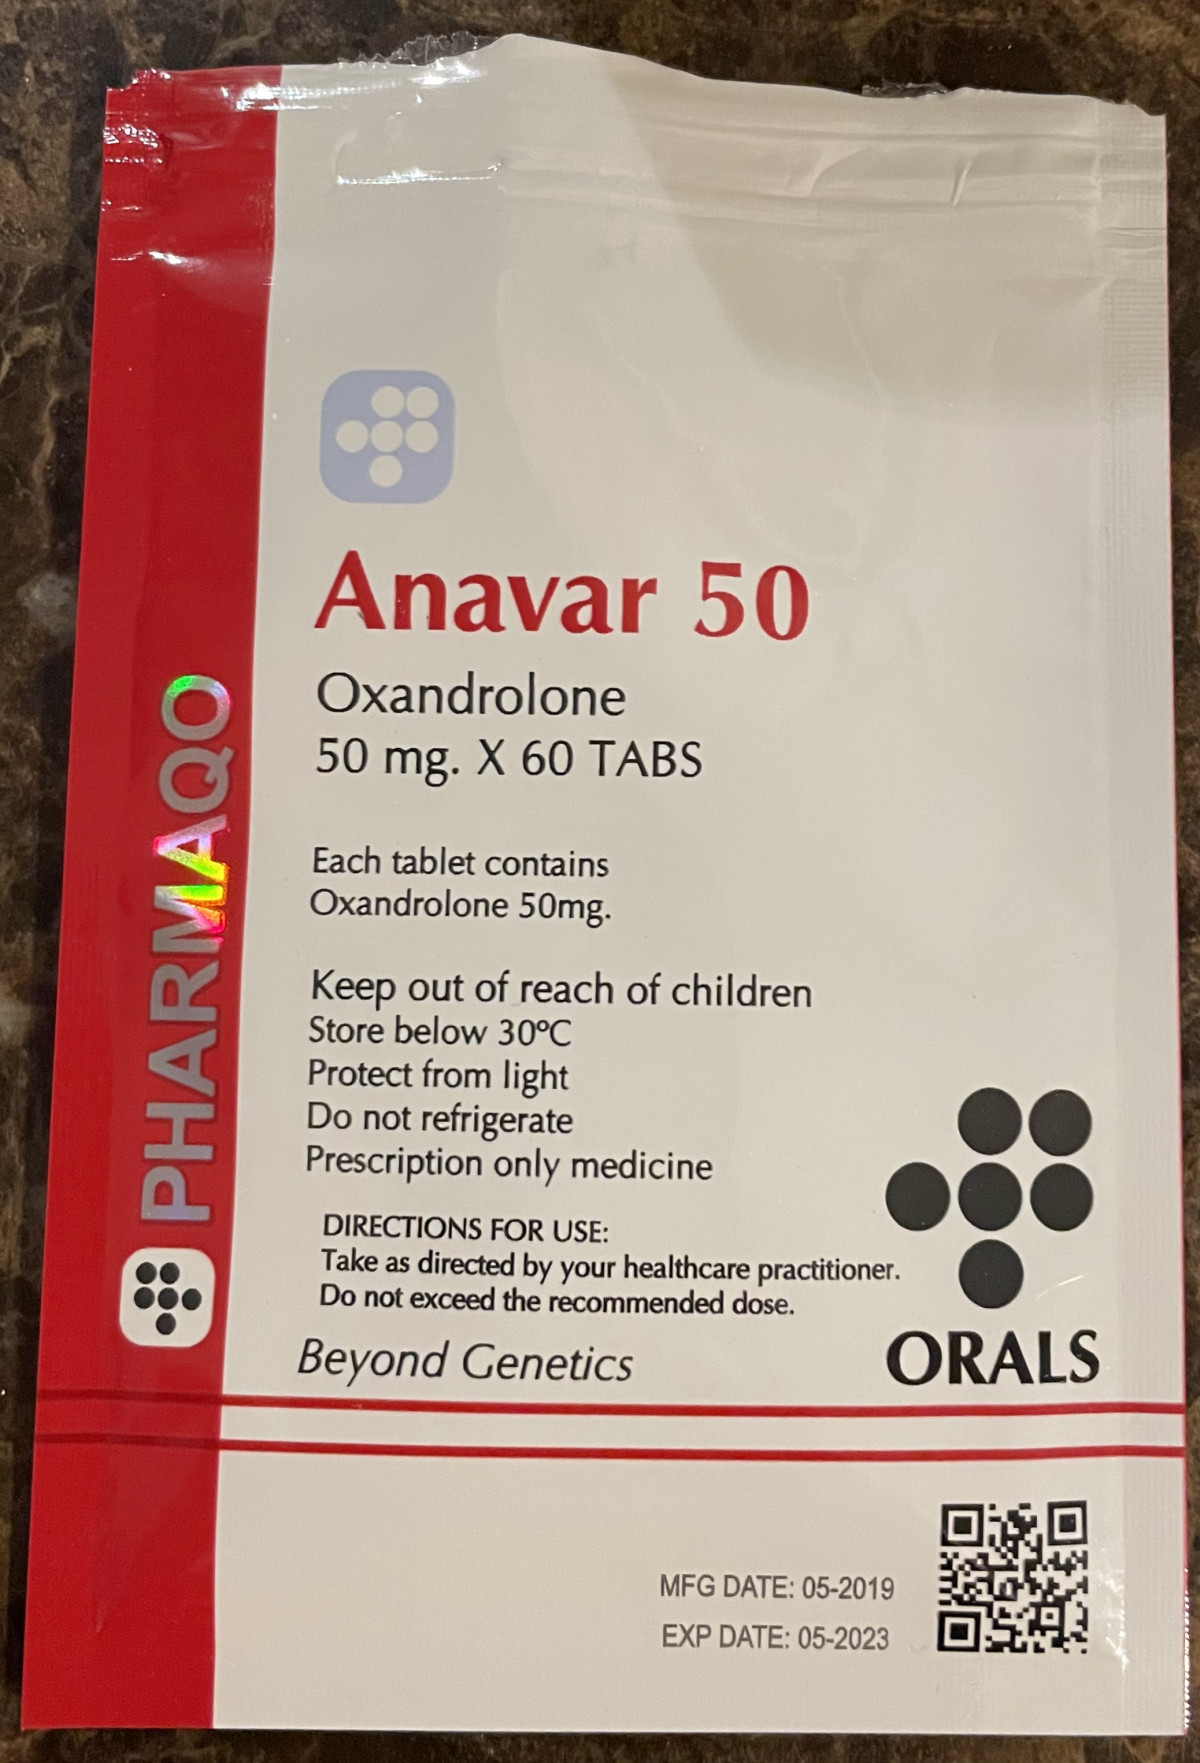 PHARMAQO
Anavar 50
Oxandrolone
50 mg. X 60 TABS
Each tablet contains
Oxandrolone 50mg.
Keep out of reach of children
Store below 30ºC
Protect from light
Do not refrigerate
Prescription only medicine
DIRECTIONS FOR USE:
Take as directed by your healthcare practitioner.
Do not exceed the recommended dose.
Beyond Genetics
ORALS
MFG DATE: 05-2019
EXP DATE: 05-2023